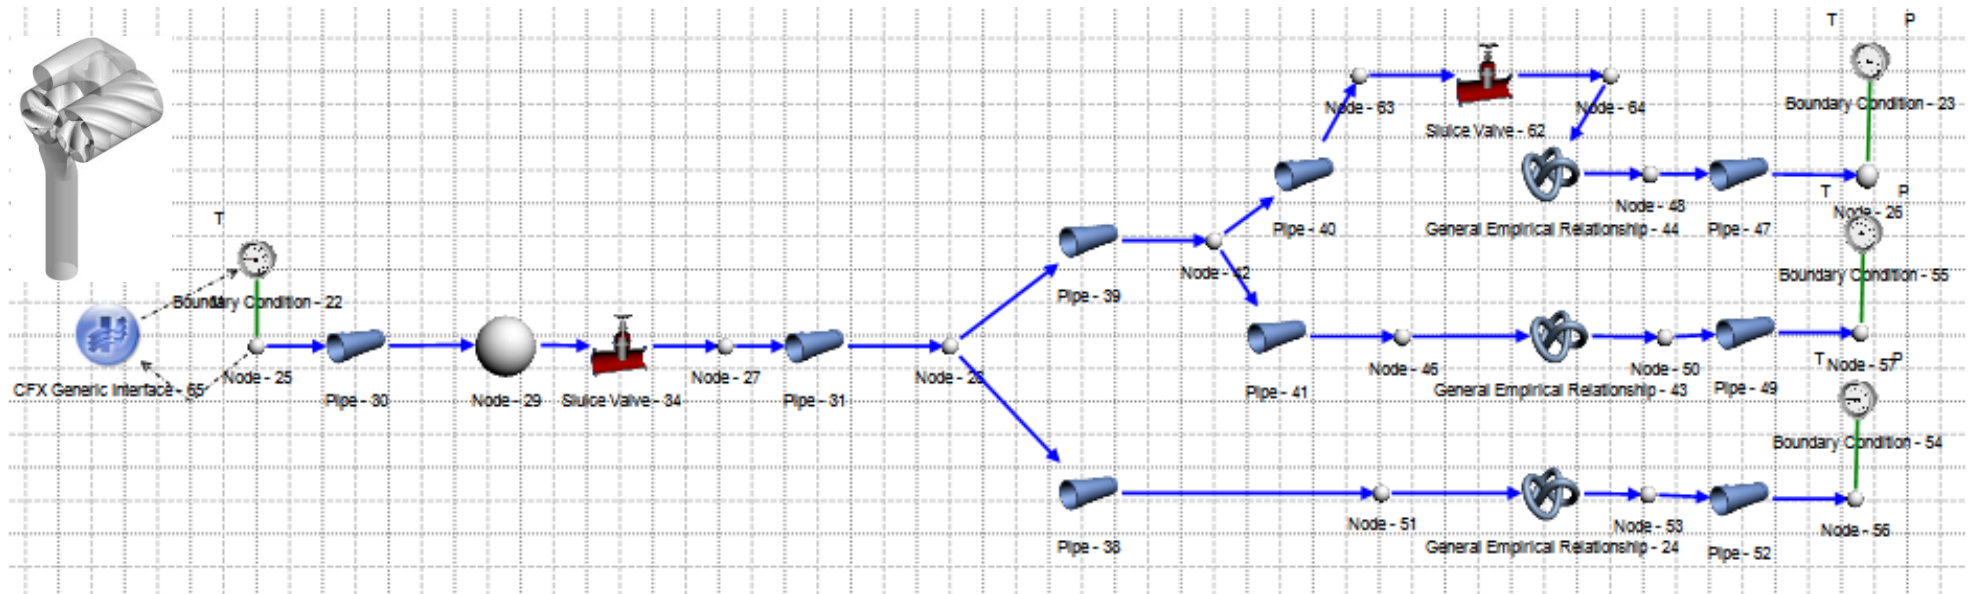 T P
Node - 63
Node - 64
Boundary Condition - 23
Sluice Valve - 62
T P
Node - 48
Node - 26
T
Pipe - 40
General Empirical Relationship - 44
Pipe - 47
Node - 42
Boundary Condition - 55
Boundary Condition - 22
Pipe - 39
T P
Node - 57
Node - 25
Node - 27
Node - 28
Node - 45
Node - 50
CFX Generic Interface - 65
Pipe - 41
General Empirical Relationship - 43
Pipe - 49
Pipe - 30
Node - 29
Sluice Valve - 34
Pipe - 31
Boundary Condition - 54
Node - 51
Node - 53
Node - 56
Pipe - 38
General Empirical Relationship - 24
Pipe - 52